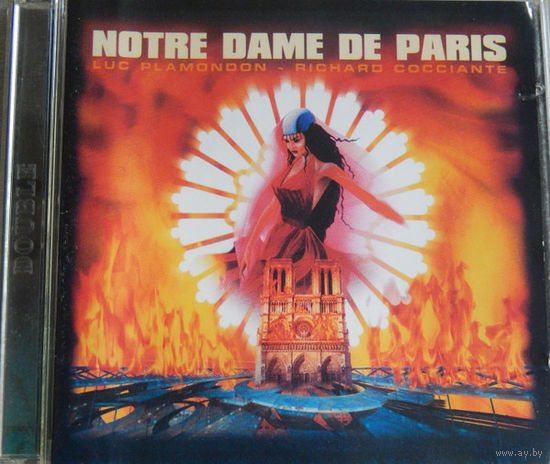 NOTRE DAME DE PARIS
LUC PLAMONDON - RICHARD COCCIANTE
DOUBLE
www.ay.by